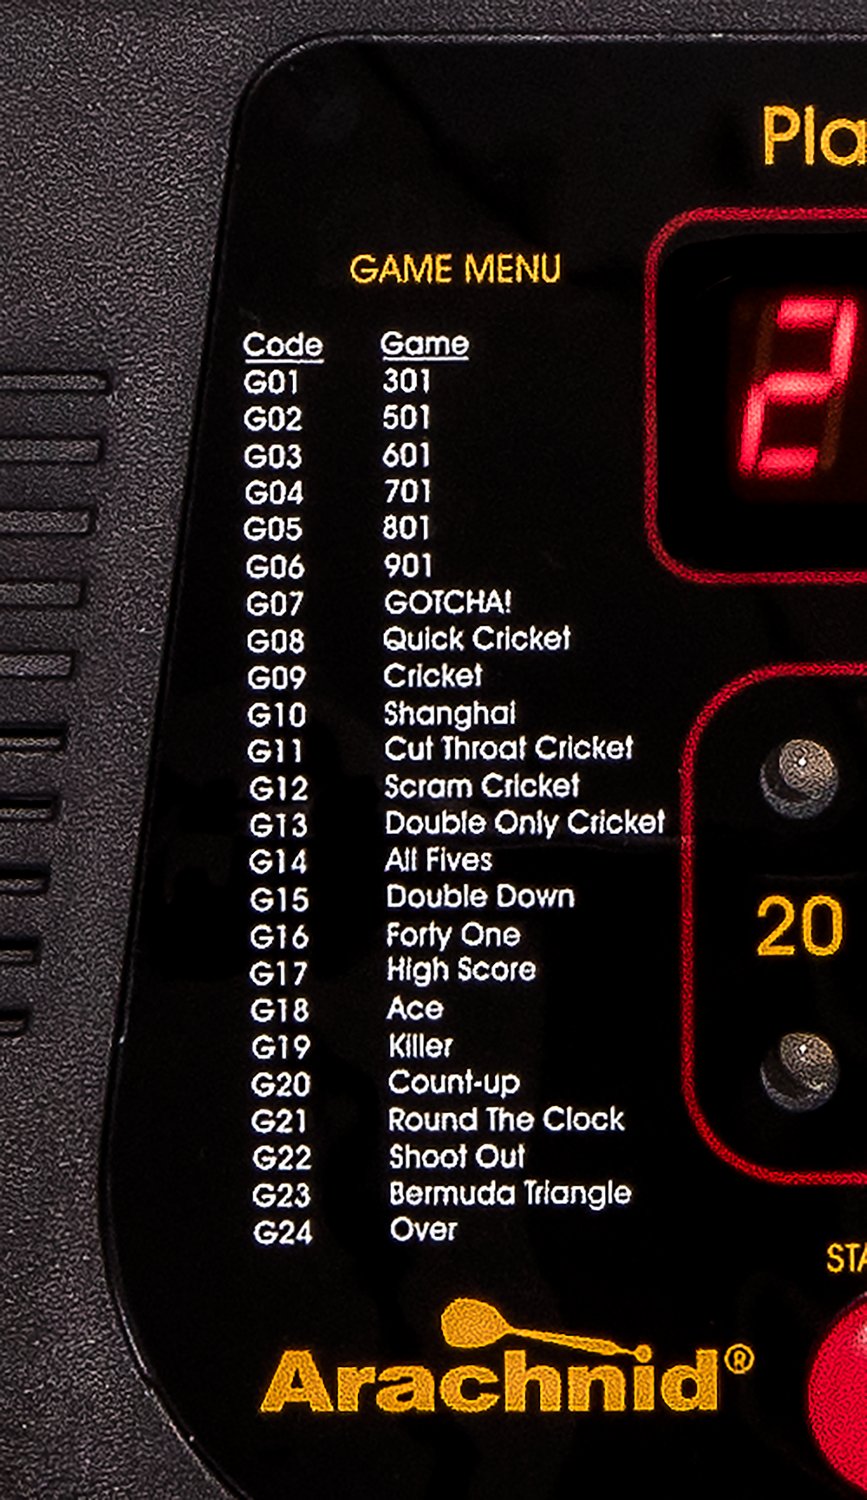 Pla
GAME MENU
2
Code Game
G01 301
G02 501
G03 601
G04 701
G05 801
G06 901
G07 GOTCHA!
G08 Quick Cricket
G09 Cricket
G10 Shanghai
G11 Cut Throat Cricket
G12 Scram Cricket
G13 Double Only Cricket
G14 All Fives
G15 Double Down
G16 Forty One
G17 High Score
G18 Ace
G19 Killer
G20 Count-up
G21 Round The Clock
G22 Shoot Out
G23 Bermuda Triangle
G24 Over
20
STA
Arachnid®